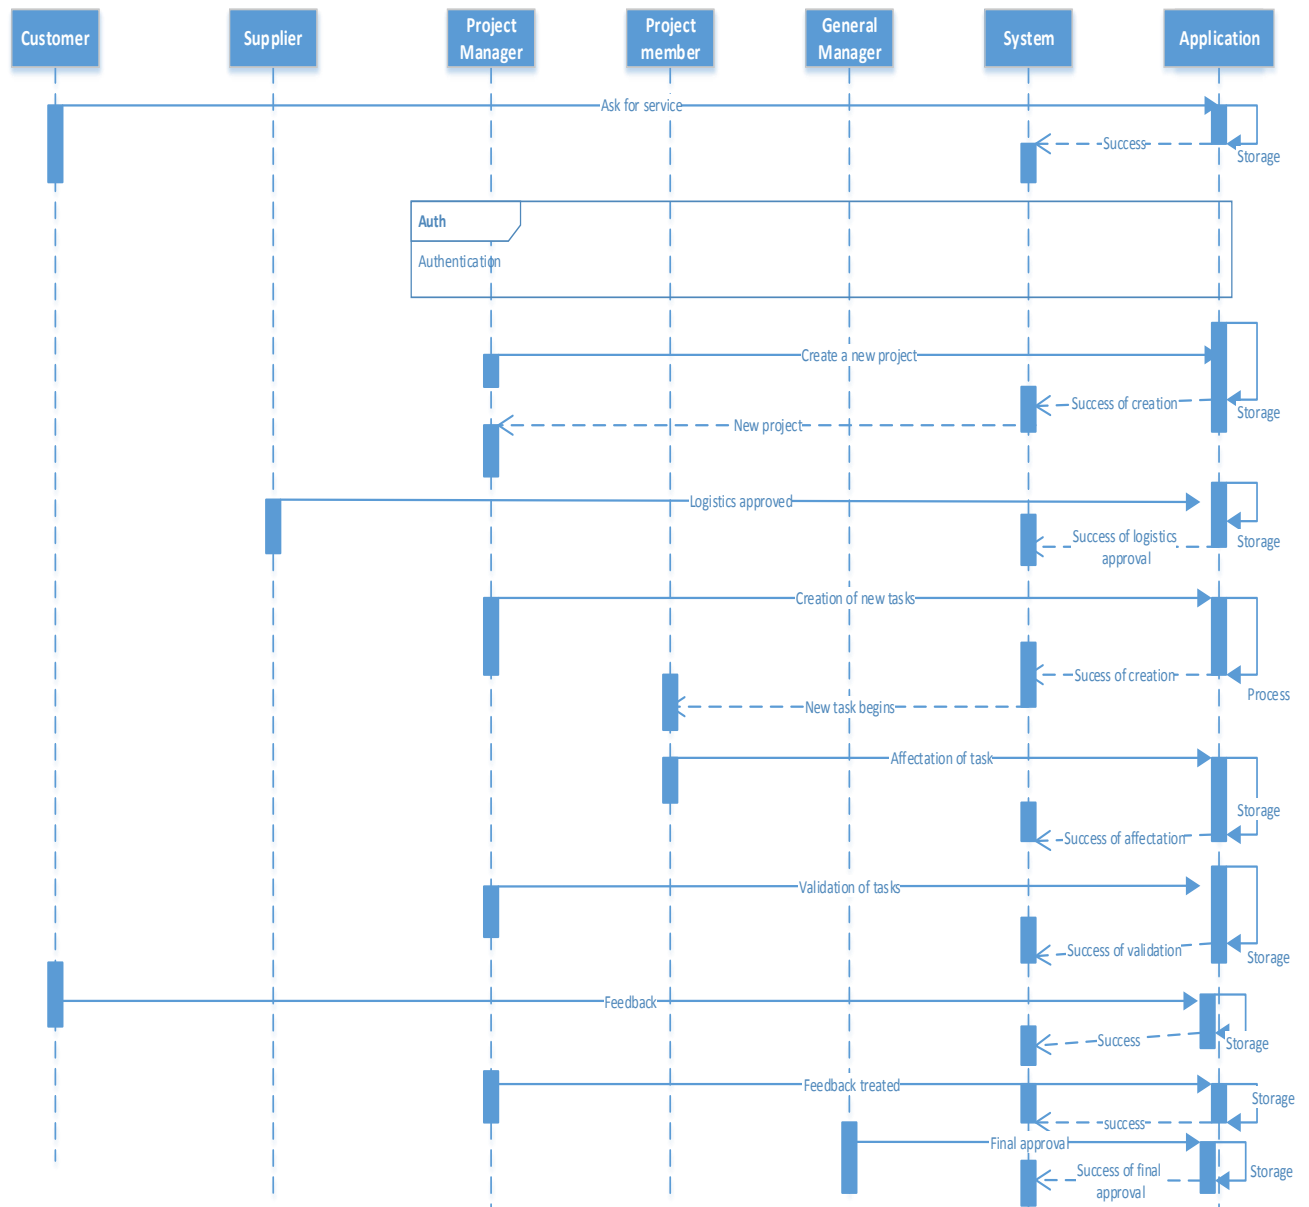 Customer
Supplier
Project
Manager
Project
member
General
Manager
System
Application
Ask for service
Success
Storage
Auth
Authentication
Create a new project
Success of creation
Storage
New project
Logistics approved
Success of logistics
approval
Storage
Creation of new tasks
Sucess of creation
Process
New task begins
Affectation of task
Storage
Success of affectation
Validation of tasks
Success of validation
Storage
Feedback
Success
Storage
Feedback treated
Storage
success
Final approval
Success of final
approval
Storage